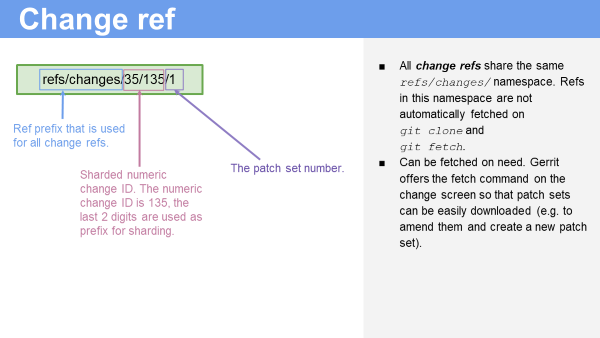 Change ref
refs/changes/35/135/1
Ref prefix that is used
for all change refs.
Sharded numeric
change ID. The numeric
change ID is 135, the
last 2 digits are used as
prefix for sharding.
The patch set number.
■ All change refs share the same
refs/changes/ namespace. Refs
in this namespace are not
automatically fetched on
git clone and
git fetch.
■ Can be fetched on need. Gerrit
offers the fetch command on the
change screen so that patch sets
can be easily downloaded (e.g. to
amend them and create a new patch
set).